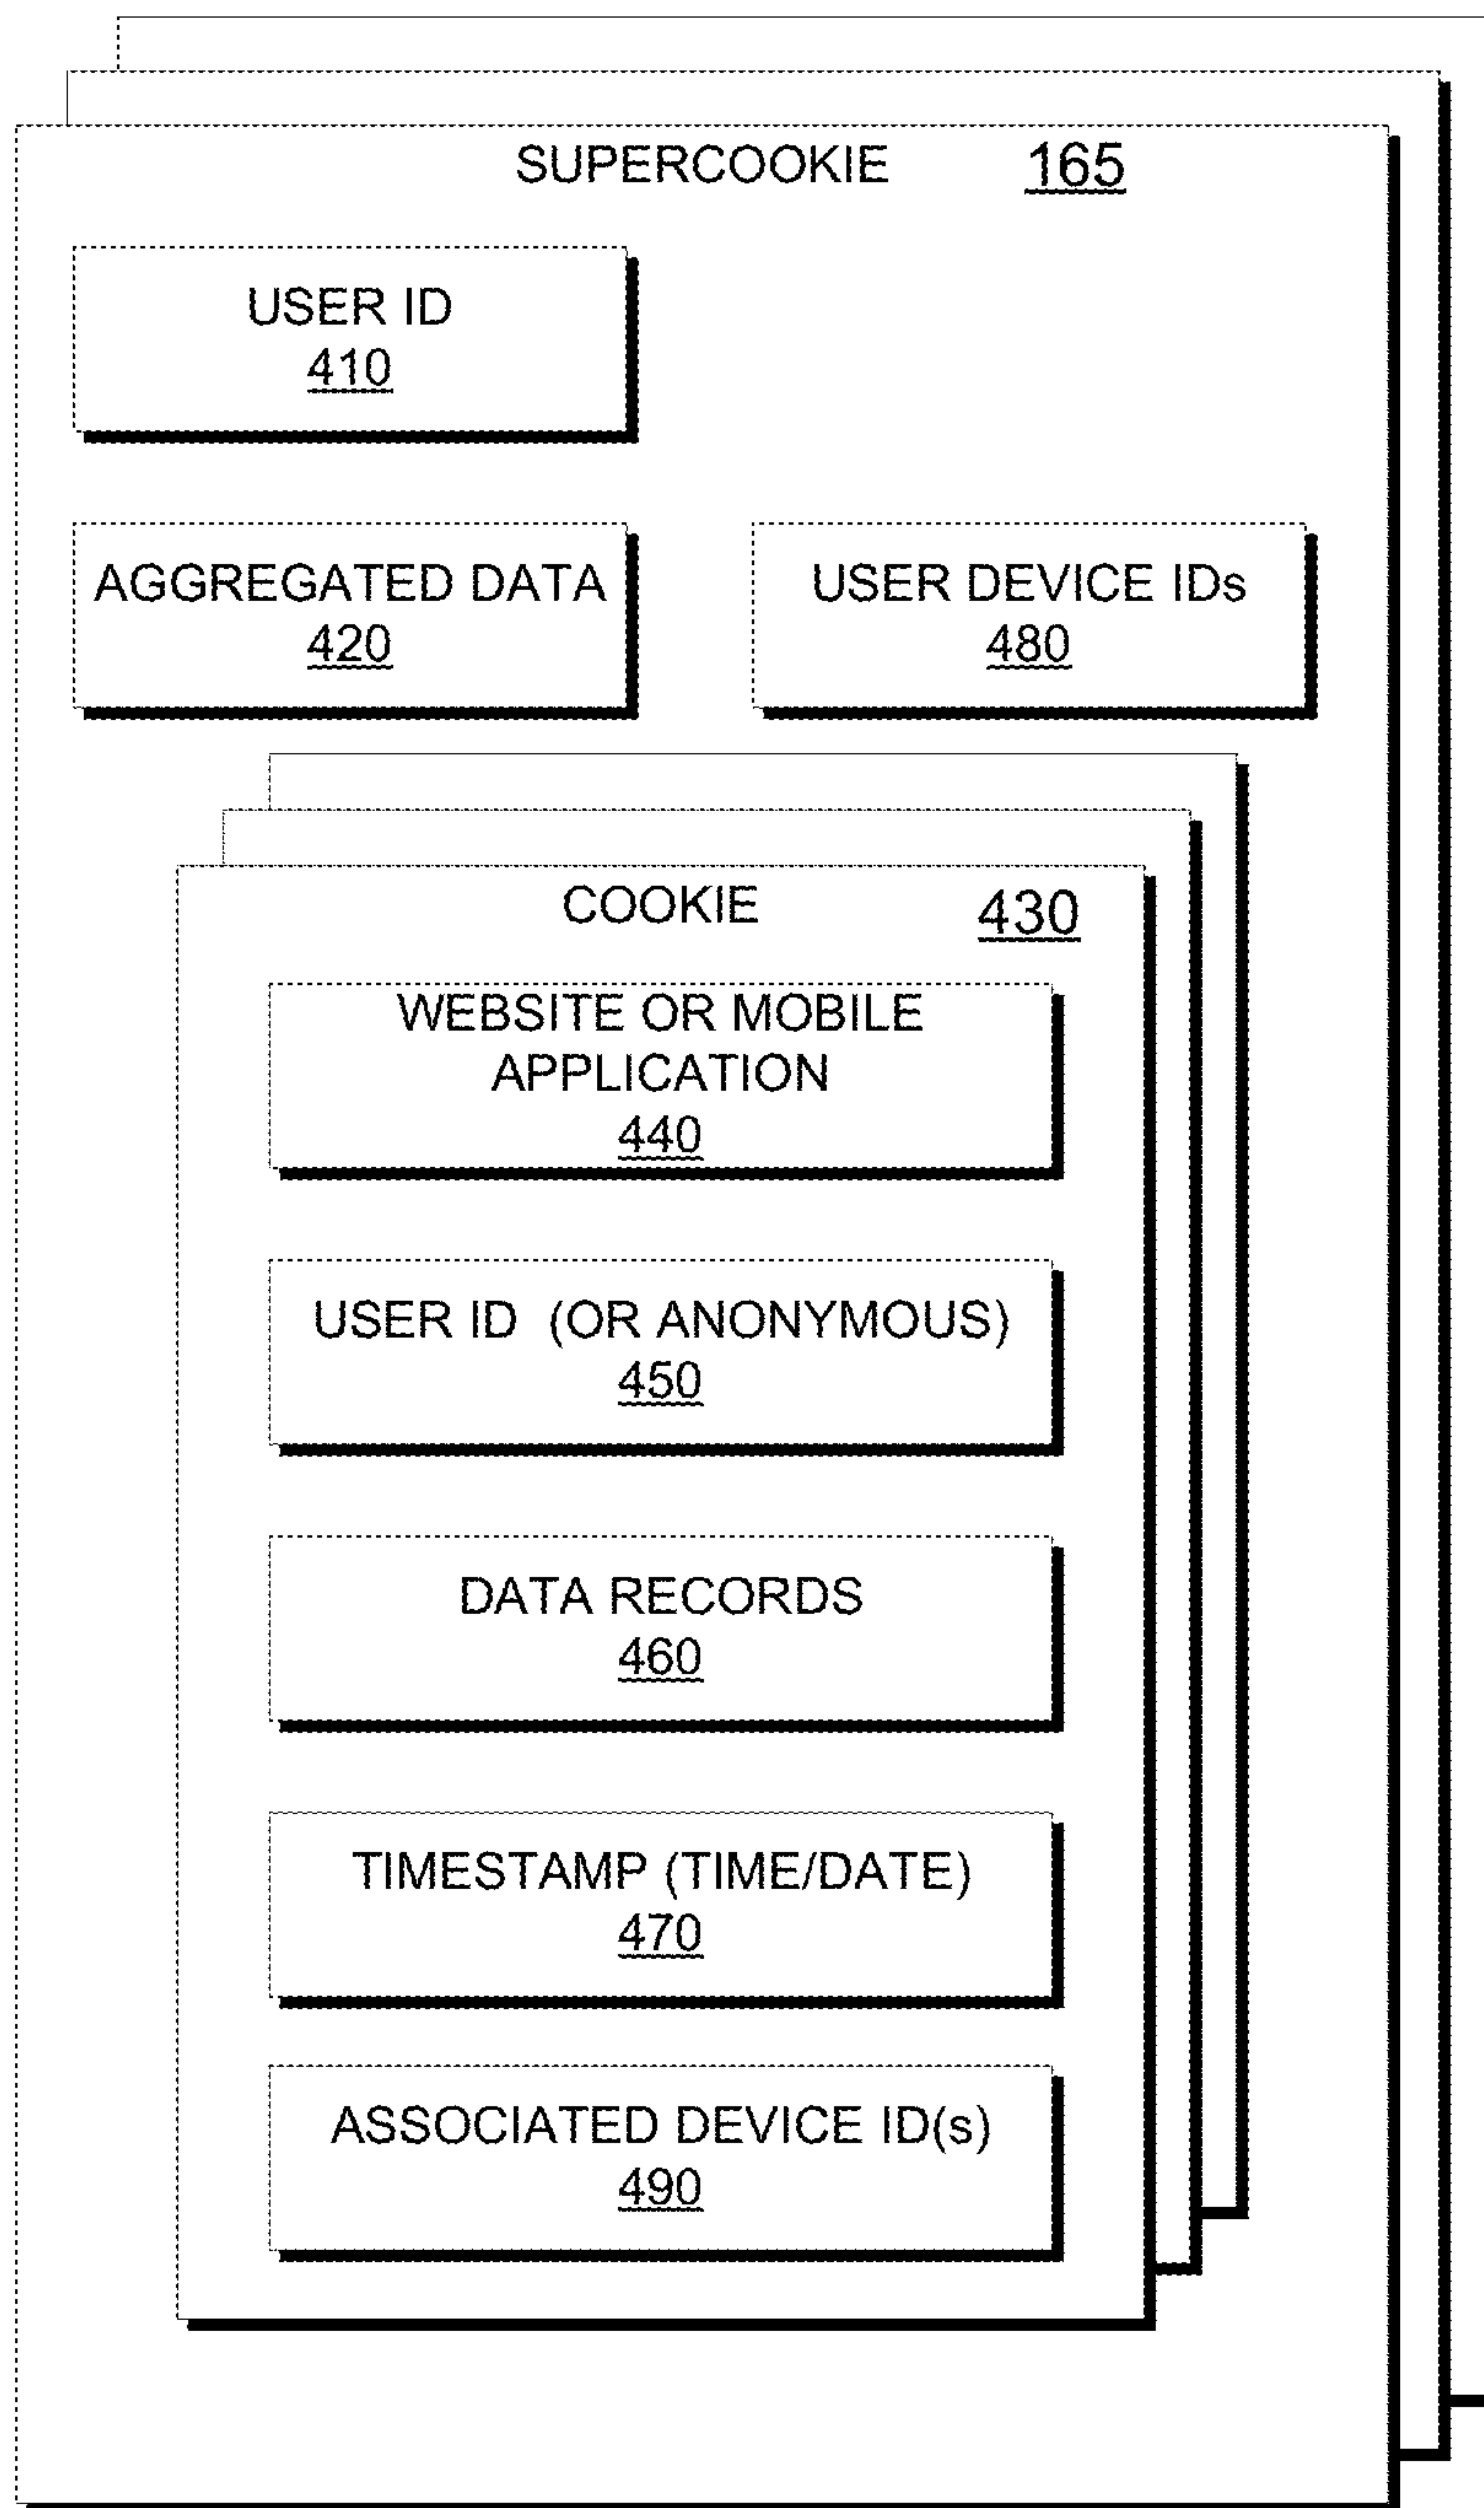 SUPERCOOKIE 165
USER ID
410
AGGREGATED DATA
420
USER DEVICE IDs
480
COOKIE 430
WEBSITE OR MOBILE
APPLICATION
440
USER ID (OR ANONYMOUS)
450
DATA RECORDS
460
TIMESTAMP (TIME/DATE)
470
ASSOCIATED DEVICE ID(s)
490